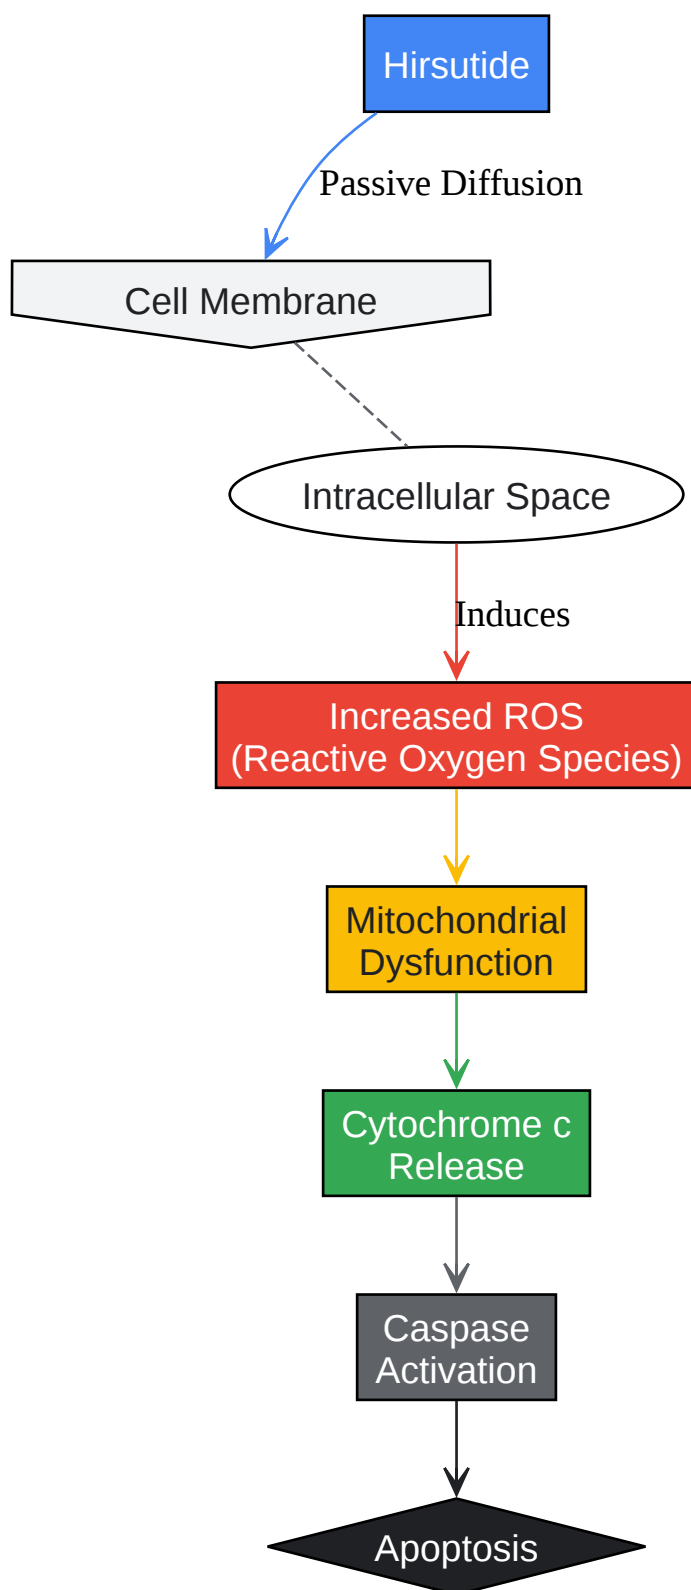 Hirsutide
Passive Diffusion
Cell Membrane
Intracellular Space
Induces
Increased ROS
(Reactive Oxygen Species)
Mitochondrial
Dysfunction
Cytochrome c
Release
Caspase
Activation
Apoptosis